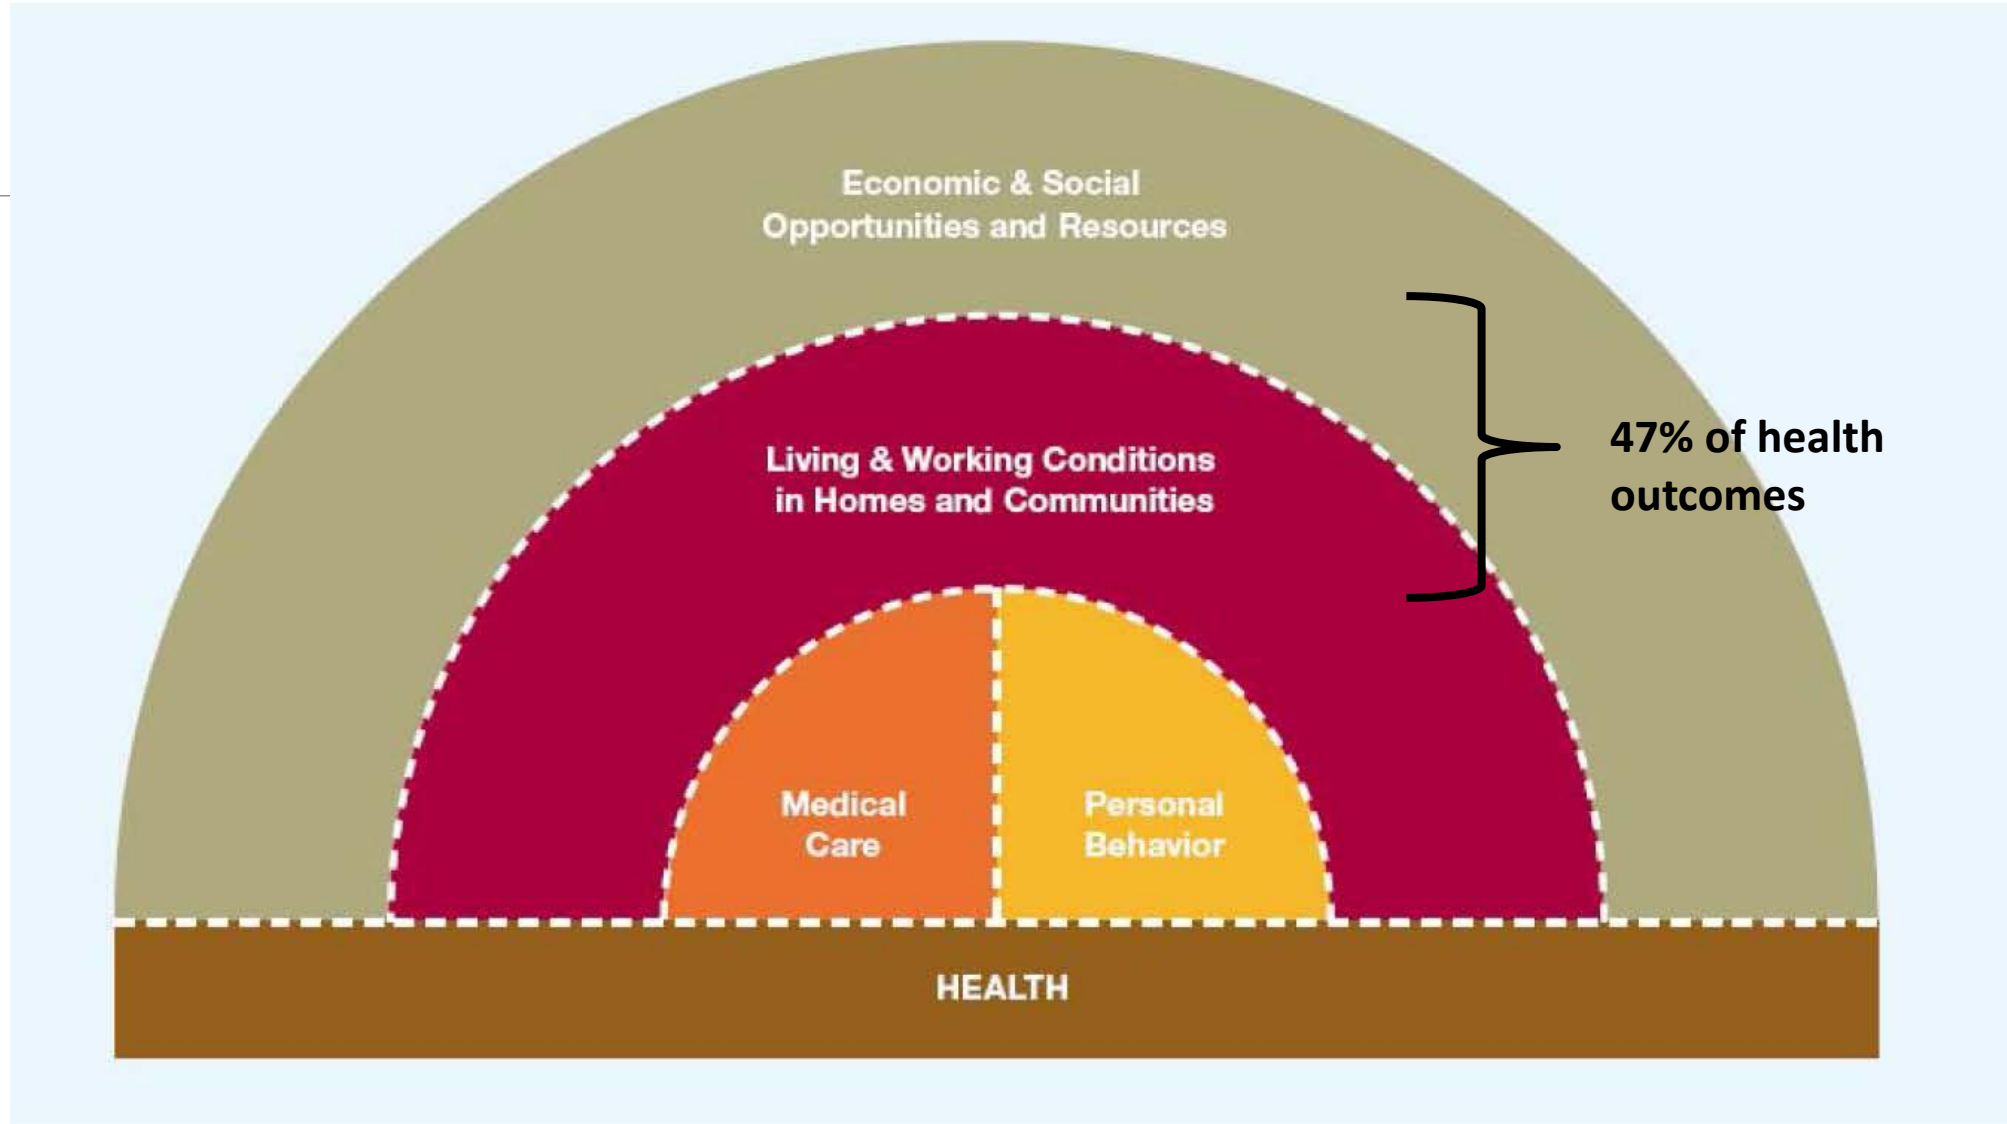 Economic & Social
Opportunities and Resources
Living & Working Conditions
in Homes and Communities
47% of health
outcomes
Medical
Care
Personal
Behavior
HEALTH